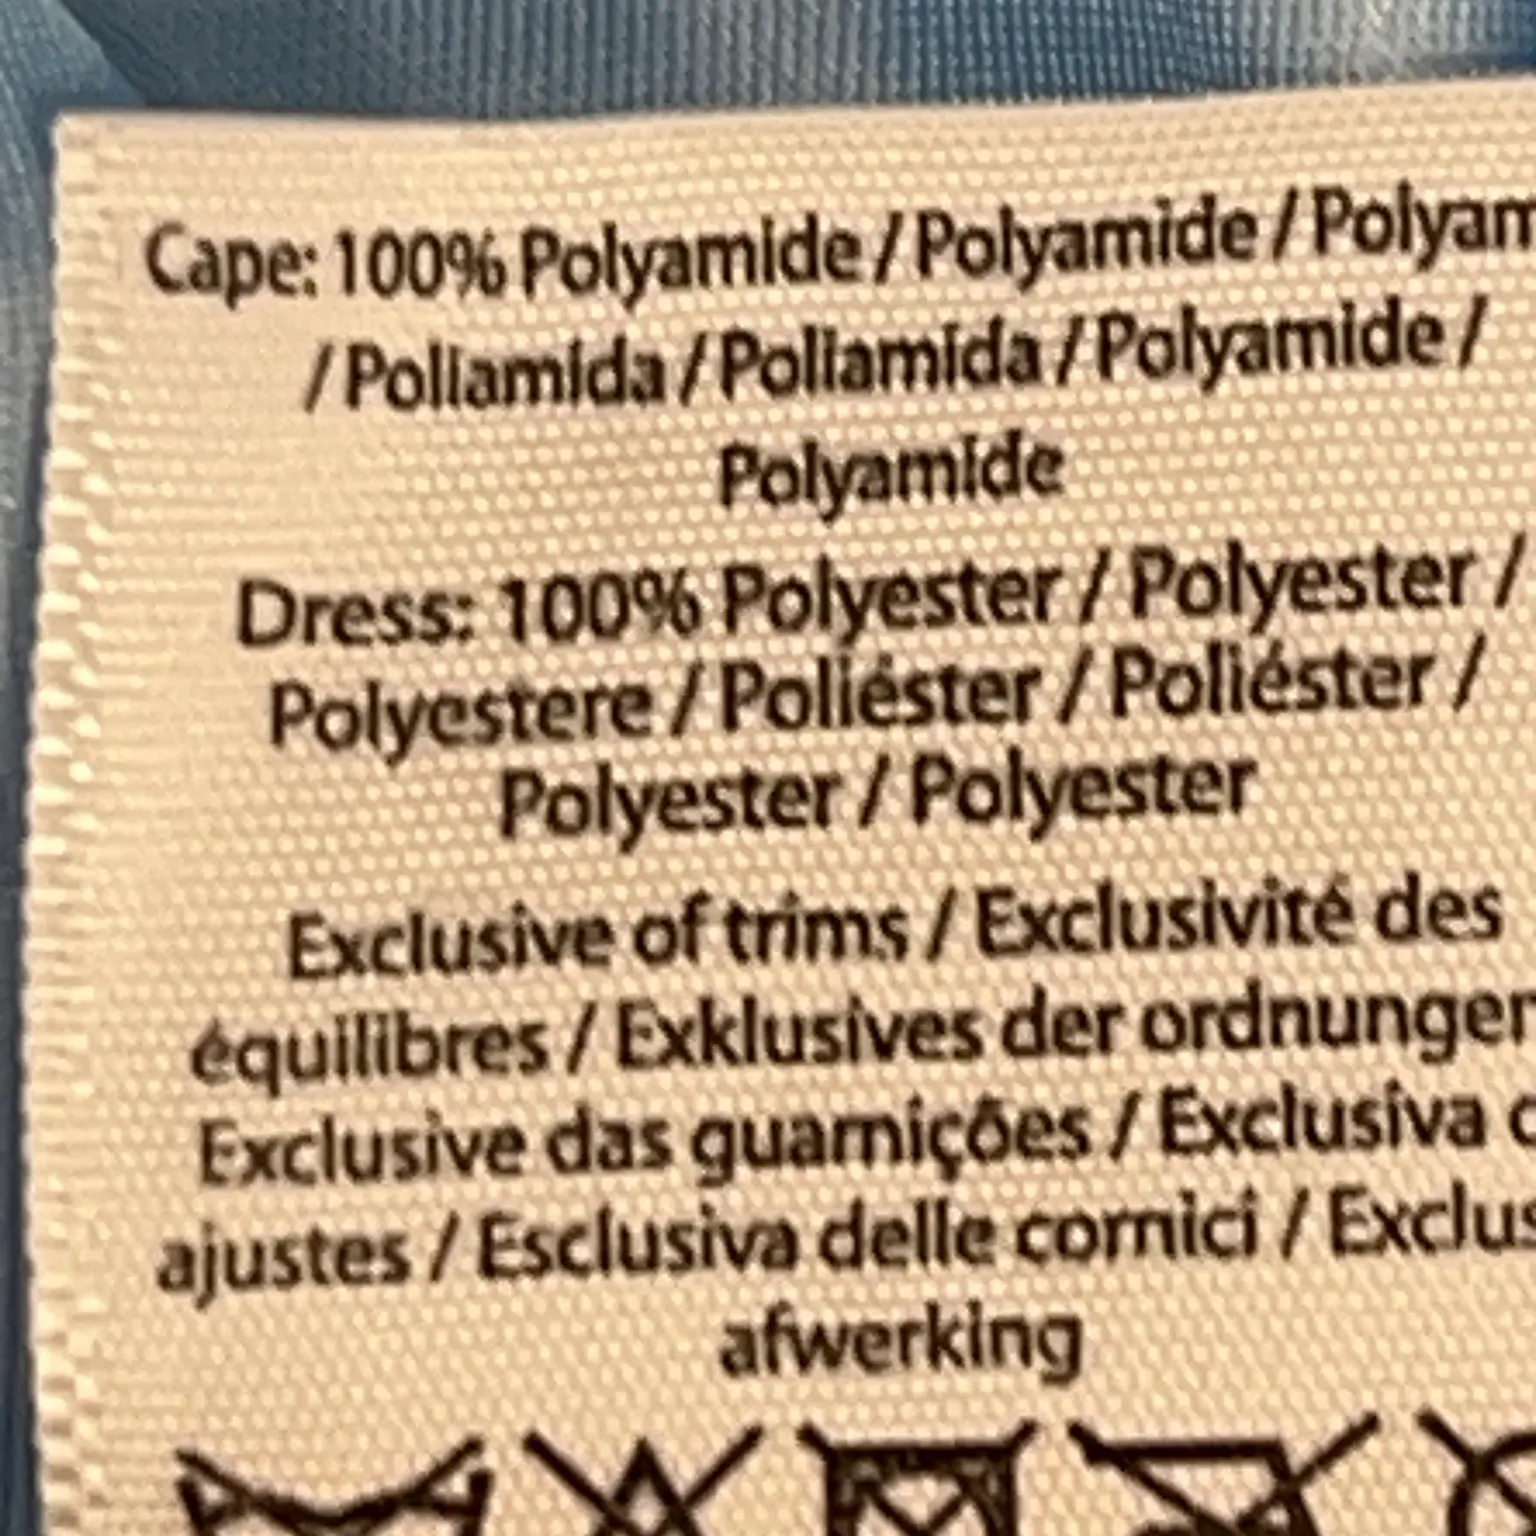 Cape: 100% Polyamide / Polyamide / Polyam
/ Poliamida / Poliamida / Polyamide /
Polyamide
Dress: 100% Polyester / Polyester /
Polyestere / Poliéster / Poliéster /
Polyester / Polyester
Exclusive of trims / Exclusivité des
équilibres / Exklusives der ordnungen
Exclusive das guarnições / Exclusiva d
ajustes / Esclusiva delle cornici / Exclus
afwerking